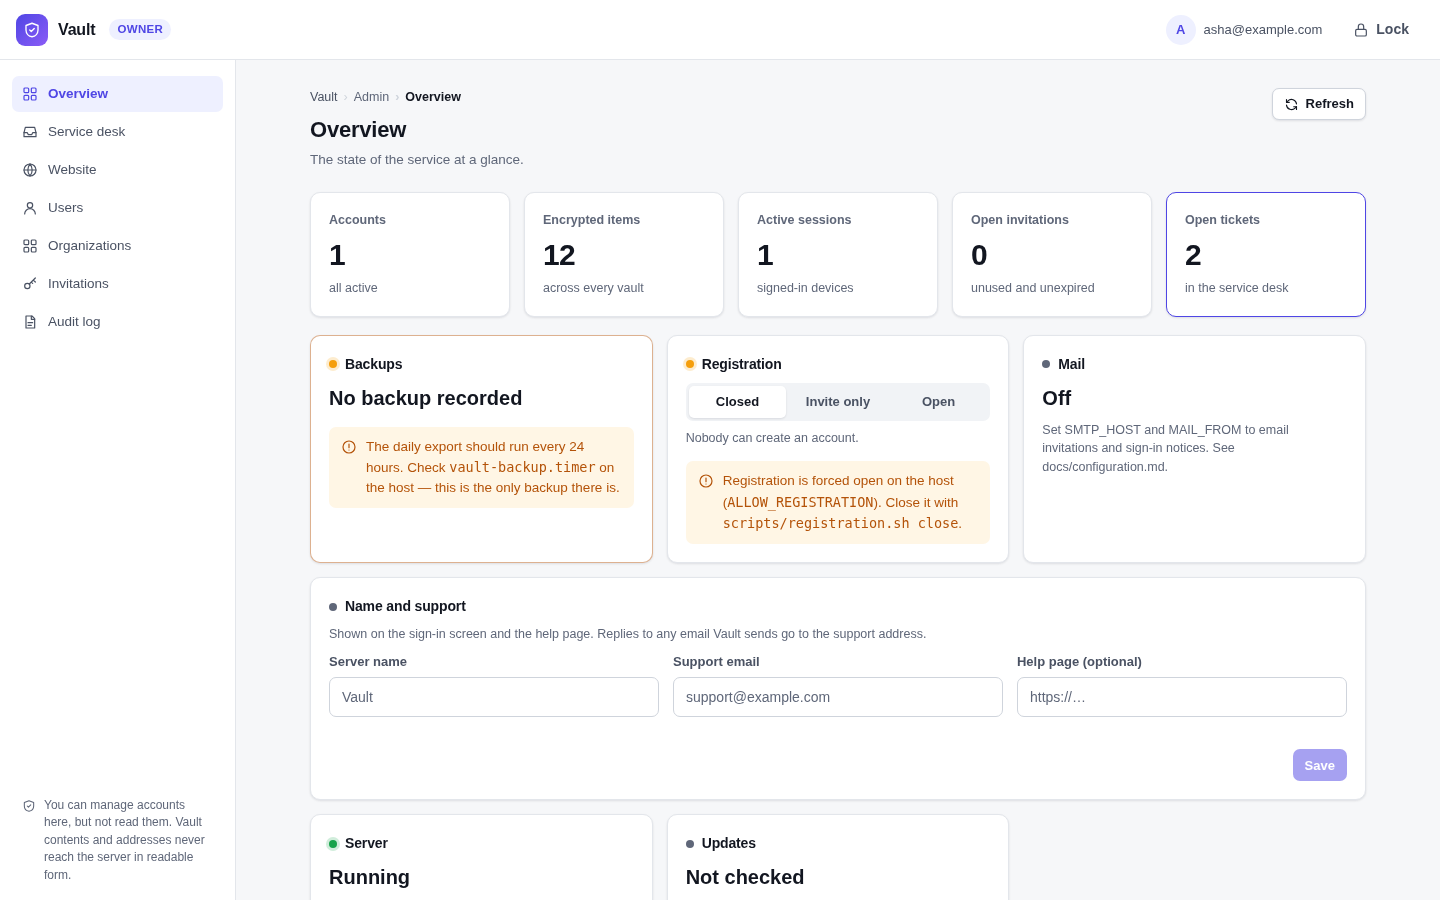 Vault OWNER
asha@example.com
Lock
A
Overview
Service desk
Website
Users
Organizations
Invitations
Audit log
You can manage accounts
here, but not read them. Vault
contents and addresses never
reach the server in readable
form.
Vault › Admin › Overview
Refresh
Overview
The state of the service at a glance.
Accounts
1
all active
Encrypted items
12
across every vault
Active sessions
1
signed-in devices
Open invitations
0
unused and unexpired
Open tickets
2
in the service desk
Backups
No backup recorded
The daily export should run every 24
hours. Check vault-backup.timer on
the host — this is the only backup there is.
Registration
Closed Invite only Open
Nobody can create an account.
Registration is forced open on the host
(ALLOW_REGISTRATION). Close it with
scripts/registration.sh close.
Mail
Off
Set SMTP_HOST and MAIL_FROM to email
invitations and sign-in notices. See
docs/configuration.md.
Name and support
Shown on the sign-in screen and the help page. Replies to any email Vault sends go to the support address.
Server name
Vault
Support email
support@example.com
Help page (optional)
https://…
Save
Server
Running
Updates
Not checked